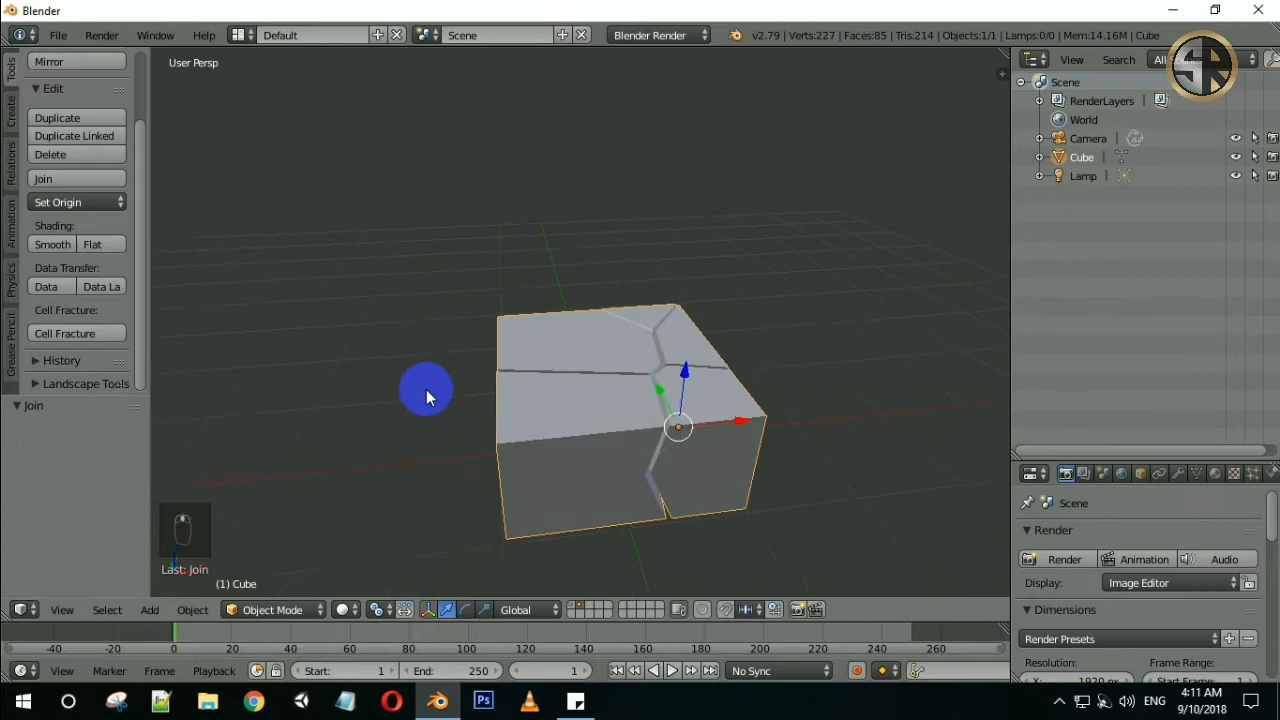 Blender
File Render Window Help Default Scene Blender Render v2.79 | Verts:227 | Faces:85 | Tris:214 | Objects:1/1 | Lamps:0/0 | Mem:14.16M | Cube
Tools
Create
Relations
Animation
Physics
Grease Pencil
Mirror
Edit
Duplicate
Duplicate Linked
Delete
Join
Set Origin
Shading:
Smooth Flat
Data Transfer:
Data Data La
Cell Fracture:
Cell Fracture
History
Landscape Tools
Join
User Persp
Last: Join
(1) Cube
View Search
Scene
RenderLayers
World
Camera
Cube
Lamp
Scene
Render
Render Animation Audio
Display: Image Editor
Dimensions
Render Presets
Resolution: Frame Range:
View Select Add Object Object Mode Global
-40 -20 0 20 40 60 80 100 120 140 160 180 200 220 240 260
View Marker Frame Playback Start: 1 End: 250 1 No Sync
Ps
ENG
4:11 AM
9/10/2018